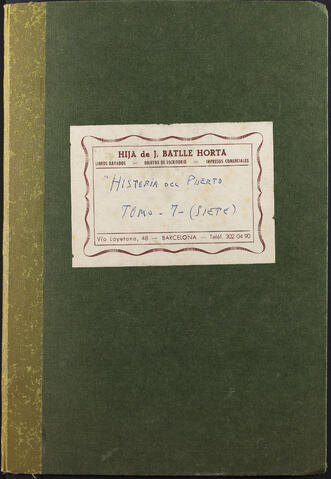 HIJA de J. BATLLE HORTA
LIBROS RAYADOS — OBJETOS DE ESCRITORIO — IMPRESOS COMERCIALES
"HISTORIA DEL PUERTO
TOMO - 7 - (SIETE)
Vía Layetana, 48 — BARCELONA — Teléf. 302 04 90